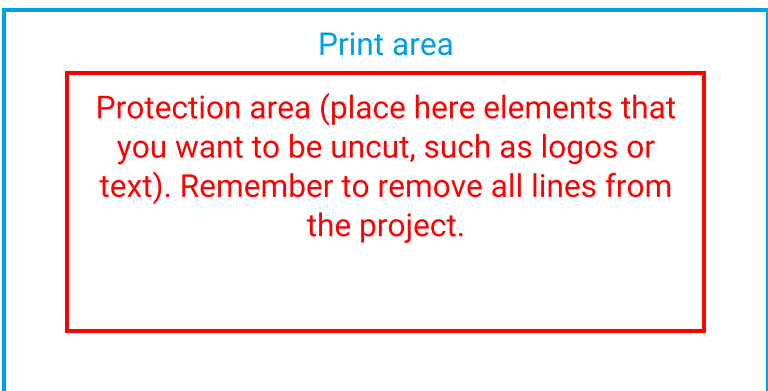 Print area
Protection area (place here elements that
you want to be uncut, such as logos or
text). Remember to remove all lines from
the project.